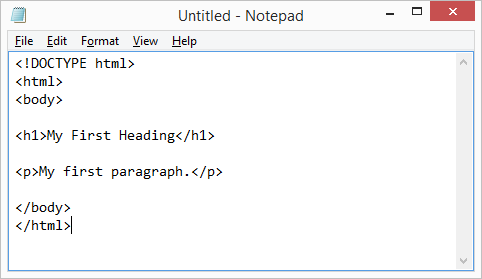 Untitled - Notepad
File Edit Format View Help
<!DOCTYPE html>
<html>
<body>
<h1>My First Heading</h1>
<p>My first paragraph.</p>
</body>
</html>